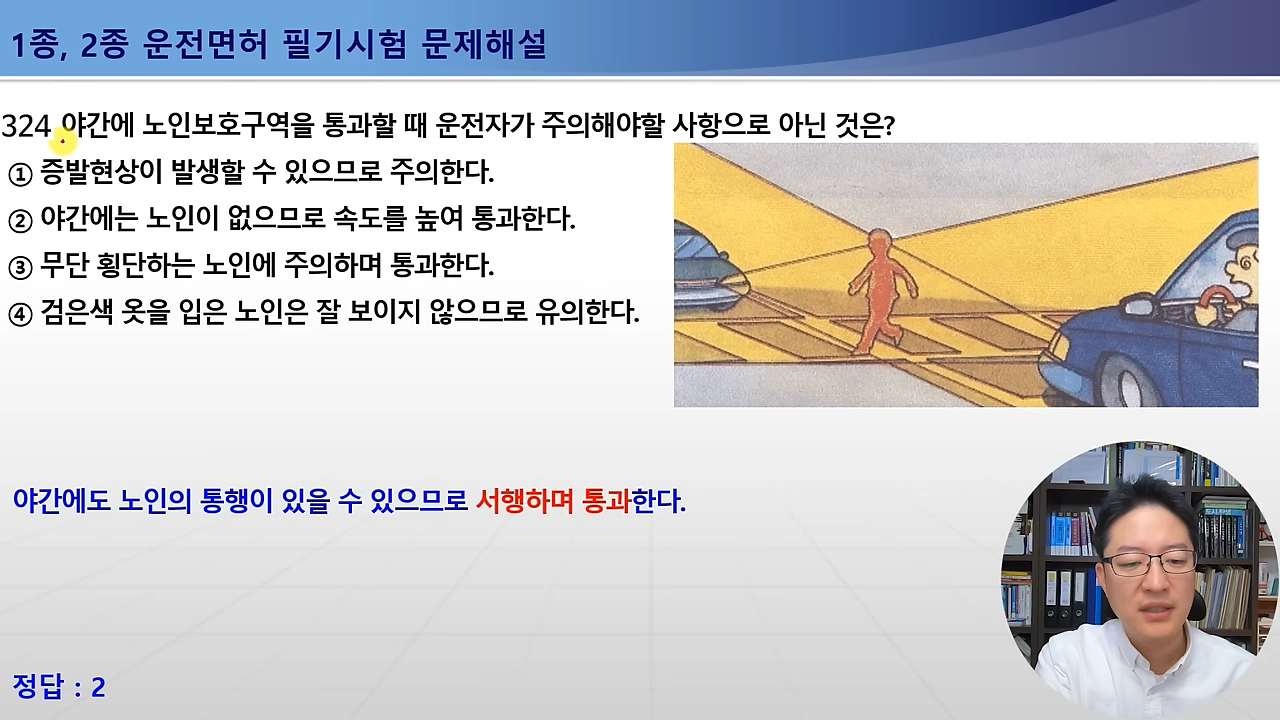 1종, 2종 운전면허 필기시험 문제해설
324 야간에 노인보호구역을 통과할 때 운전자가 주의해야할 사항으로 아닌 것은?
① 증발현상이 발생할 수 있으므로 주의한다.
② 야간에는 노인이 없으므로 속도를 높여 통과한다.
③ 무단 횡단하는 노인에 주의하며 통과한다.
④ 검은색 옷을 입은 노인은 잘 보이지 않으므로 유의한다.
야간에도 노인의 통행이 있을 수 있으므로 서행하며 통과한다.
정답 : 2